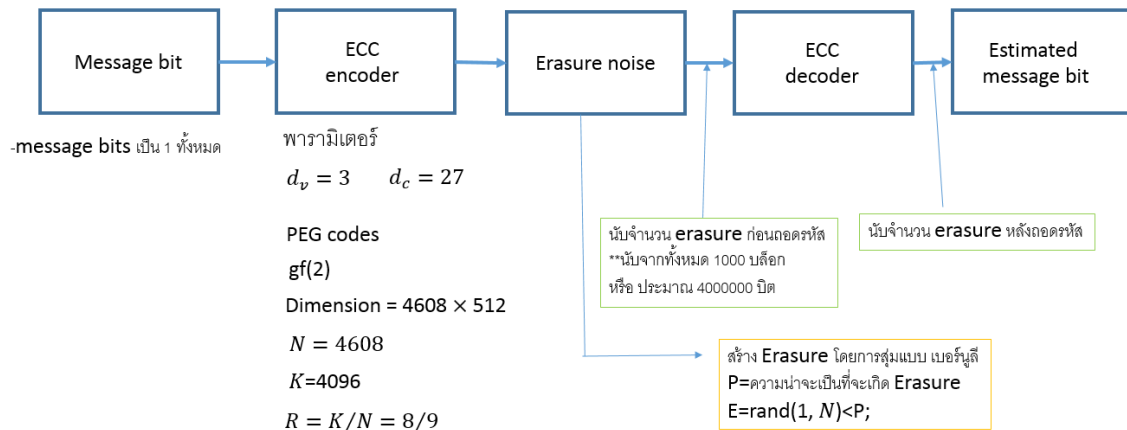 Message bit
ECC
encoder
Erasure noise
ECC
decoder
Estimated
message bit
-message bits เป็น 1 ทั้งหมด
พารามิเตอร์
d_v = 3 d_c = 27
PEG codes
gf(2)
Dimension = 4608 × 512
N = 4608
K=4096
R = K/N = 8/9
นับจำนวน erasure ก่อนถอดรหัส
**นับจากทั้งหมด 1000 บล็อก
หรือ ประมาณ 4000000 บิต
นับจำนวน erasure หลังถอดรหัส
สร้าง Erasure โดยการสุ่มแบบ เบอร์นูลี
P=ความน่าจะเป็นที่จะเกิด Erasure
E=rand(1, N)<P;